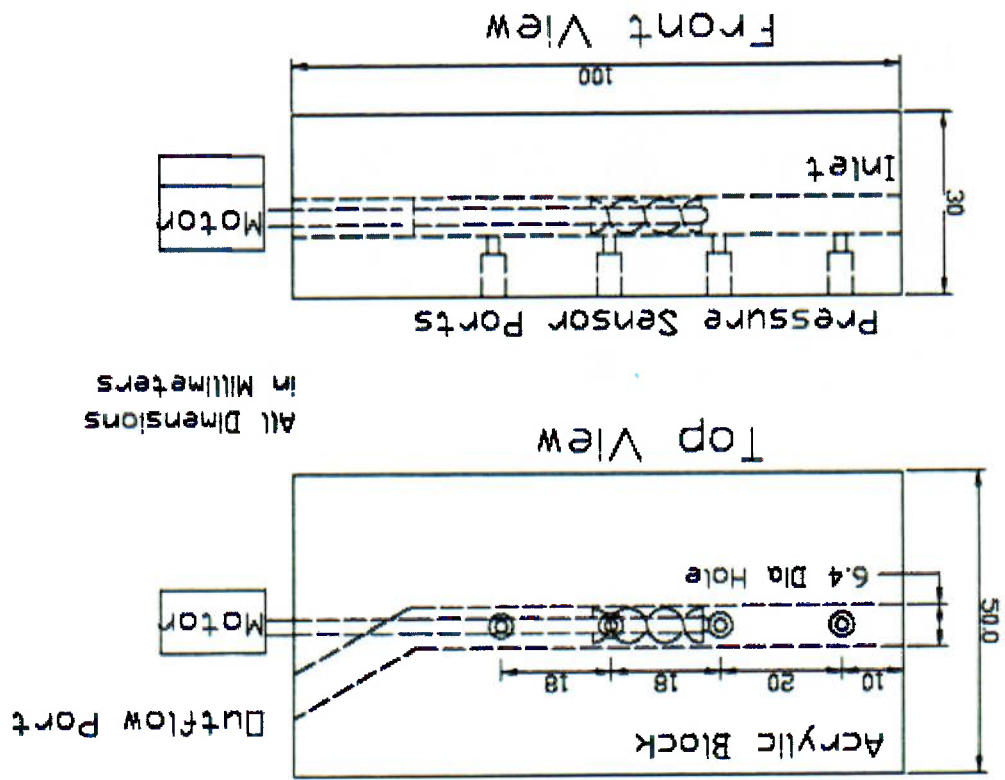 Acrylic Block
Outflow Port
10
20
18
18
50.0
Motor
6.4 Dia Hole
Top View
All Dimensions
in Millimeters
Pressure Sensor Ports
30
Motor
Inlet
100
Front View